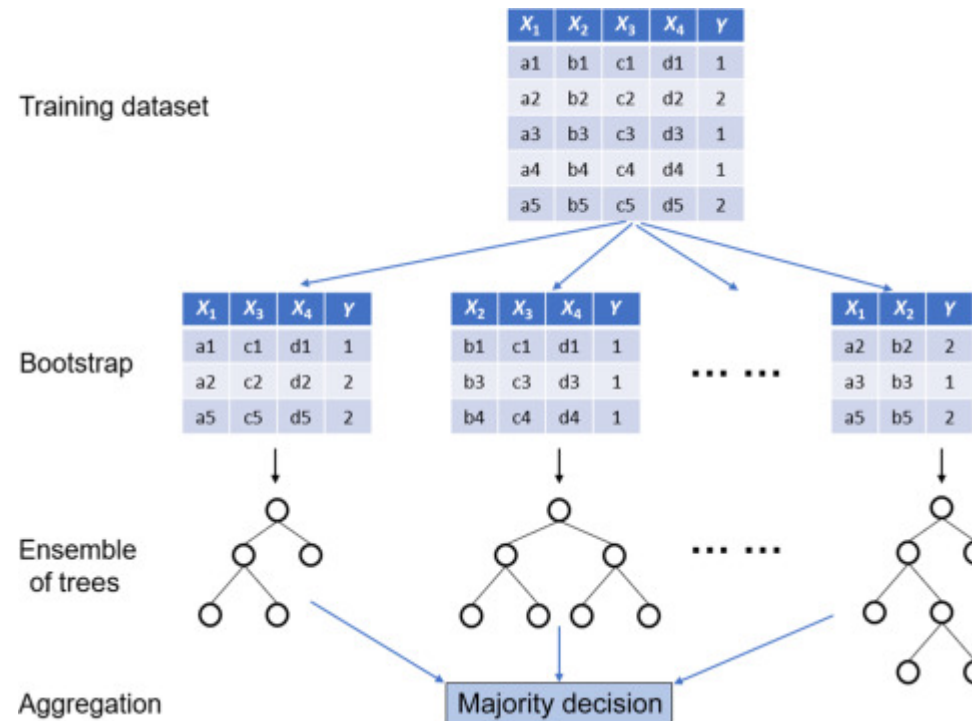 X₁ X₂ X₃ X₄ Y
a1 b1 c1 d1 1
Training dataset
a2 b2 c2 d2 2
a3 b3 c3 d3 1
a4 b4 c4 d4 1
a5 b5 c5 d5 2
X₁ X₃ X₄ Y
a1 c1 d1 1
a2 c2 d2 2
a5 c5 d5 2
Bootstrap
X₂ X₃ X₄ Y
b1 c1 d1 1
b3 c3 d3 1
b4 c4 d4 1
... ...
X₁ X₂ Y
a2 b2 2
a3 b3 1
a5 b5 2
Ensemble
of trees
... ...
Aggregation
Majority decision